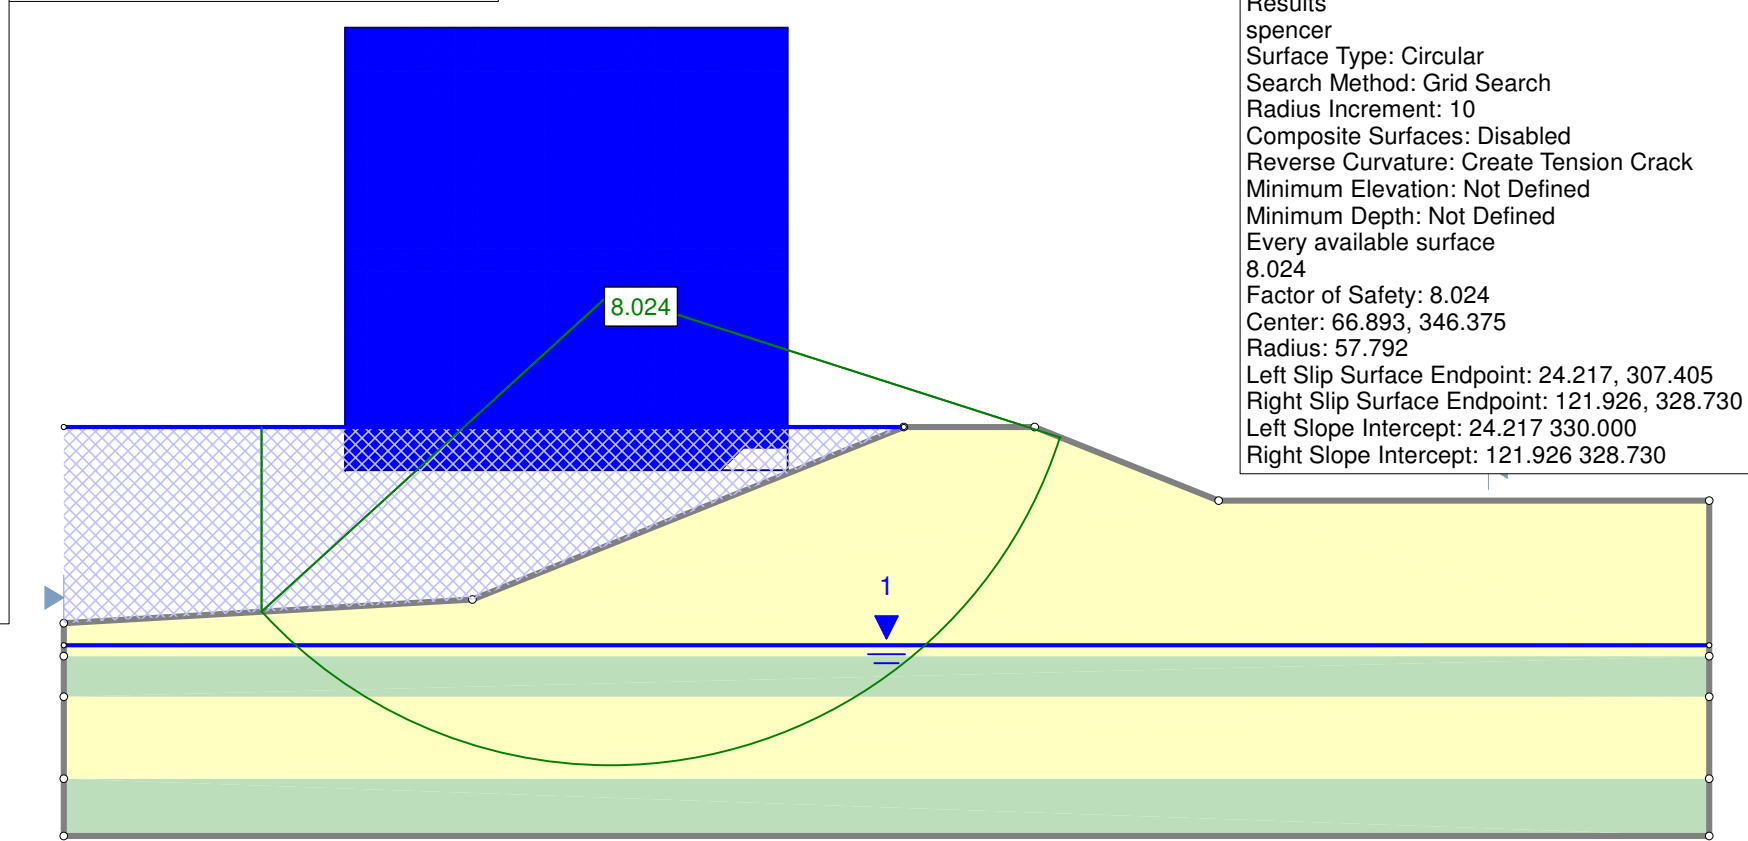 Results
spencer
Surface Type: Circular
Search Method: Grid Search
Radius Increment: 10
Composite Surfaces: Disabled
Reverse Curvature: Create Tension Crack
Minimum Elevation: Not Defined
Minimum Depth: Not Defined
Every available surface
8.024
Factor of Safety: 8.024
Center: 66.893, 346.375
Radius: 57.792
Left Slip Surface Endpoint: 24.217, 307.405
Right Slip Surface Endpoint: 121.926, 328.730
Left Slope Intercept: 24.217 330.000
Right Slope Intercept: 121.926 328.730
8.024
1